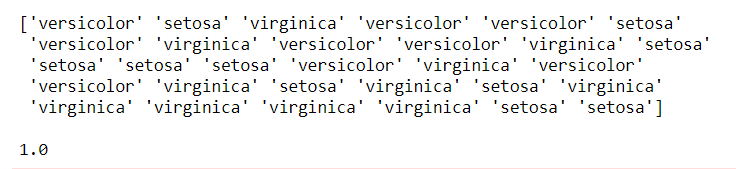 ['versicolor' 'setosa' 'virginica' 'versicolor' 'versicolor' 'setosa'
'versicolor' 'virginica' 'versicolor' 'versicolor' 'virginica' 'setosa'
'setosa' 'setosa' 'setosa' 'versicolor' 'virginica' 'versicolor'
'versicolor' 'virginica' 'setosa' 'virginica' 'setosa' 'virginica'
'virginica' 'virginica' 'virginica' 'virginica' 'setosa' 'setosa']
1.0